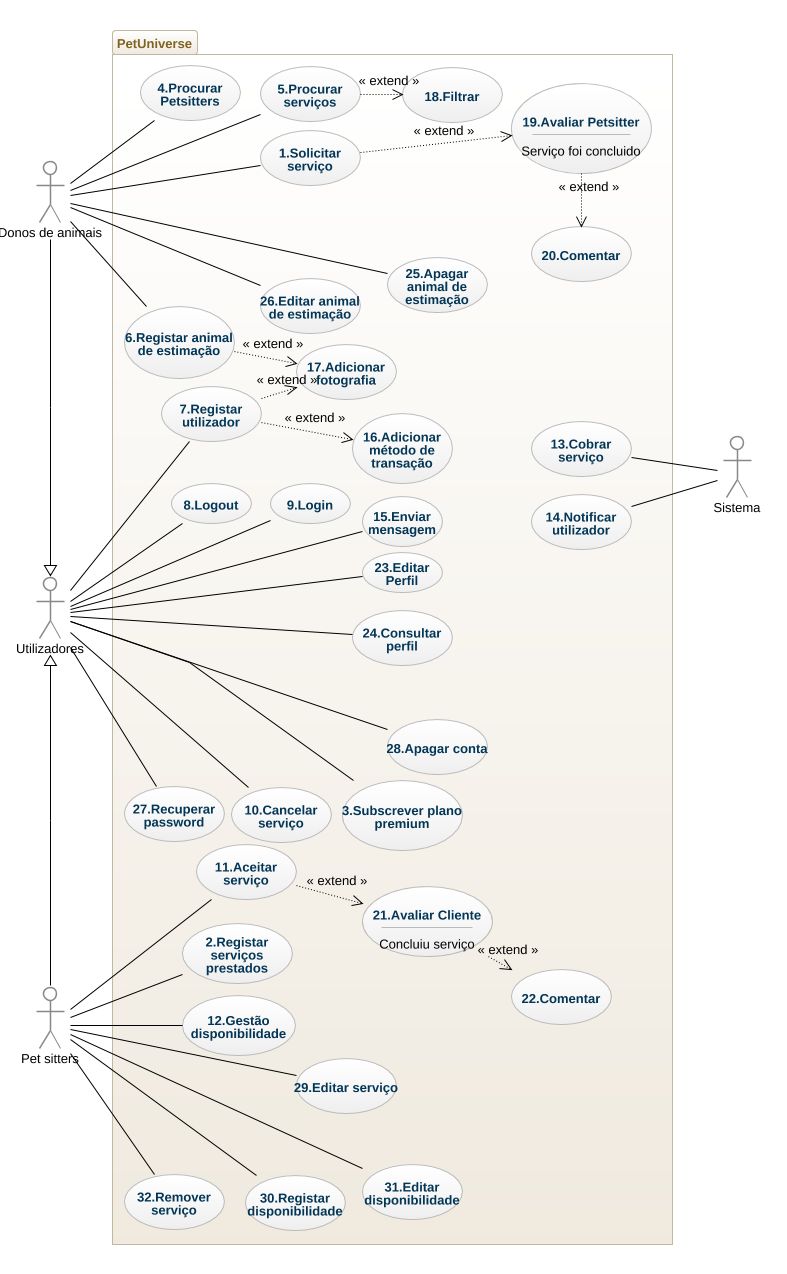 PetUniverse
4.Procurar
Petsitters
5.Procurar
serviços
« extend »
18.Filtrar
1.Solicitar
serviço
« extend »
19.Avaliar Petsitter
Serviço foi concluido
« extend »
20.Comentar
Donos de animais
25.Apagar
animal de
estimação
26.Editar animal
de estimação
6.Registar animal
de estimação
« extend »
17.Adicionar
fotografia
« extend »
7.Registar
utilizador
« extend »
16.Adicionar
método de
transação
13.Cobrar
serviço
14.Notificar
utilizador
Sistema
8.Logout
9.Login
15.Enviar
mensagem
23.Editar
Perfil
24.Consultar
perfil
Utilizadores
28.Apagar conta
27.Recuperar
password
10.Cancelar
serviço
3.Subscrever plano
premium
11.Aceitar
serviço
« extend »
21.Avaliar Cliente
Concluiu serviço
« extend »
22.Comentar
2.Registar
serviços
prestados
12.Gestão
disponibilidade
Pet sitters
29.Editar serviço
32.Remover
serviço
30.Registar
disponibilidade
31.Editar
disponibilidade